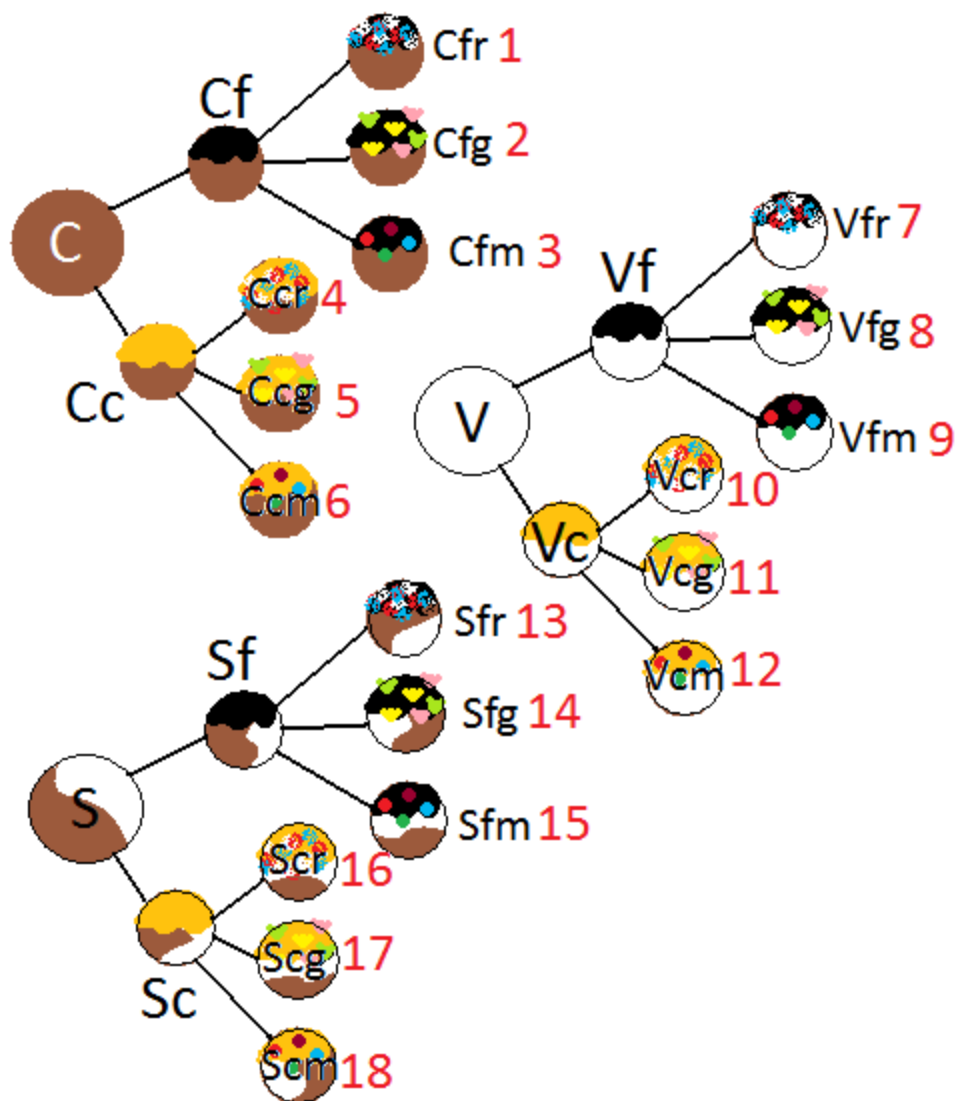 Cfr 1
Cf
Cfg 2
C
Cfm 3
Ccr 4
Cc
Ccg 5
Ccm 6
Vfr 7
Vf
Vfg 8
V
Vfm 9
Vcr 10
Vc
Vcg 11
Vcm 12
Sfr 13
Sf
Sfg 14
S
Sfm 15
Scr 16
Scg 17
Sc
Scm 18